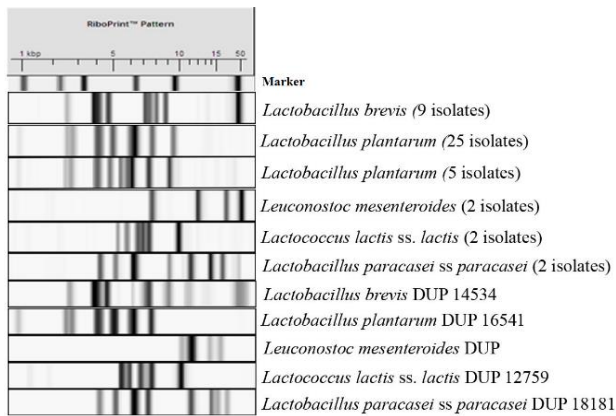 RiboPrint™ Pattern
1 kbp 5 10 15 50
Marker
Lactobacillus brevis (9 isolates)
Lactobacillus plantarum (25 isolates)
Lactobacillus plantarum (5 isolates)
Leuconostoc mesenteroides (2 isolates)
Lactococcus lactis ss. lactis (2 isolates)
Lactobacillus paracasei ss paracasei (2 isolates)
Lactobacillus brevis DUP 14534
Lactobacillus plantarum DUP 16541
Leuconostoc mesenteroides DUP
Lactococcus lactis ss. lactis DUP 12759
Lactobacillus paracasei ss paracasei DUP 18181